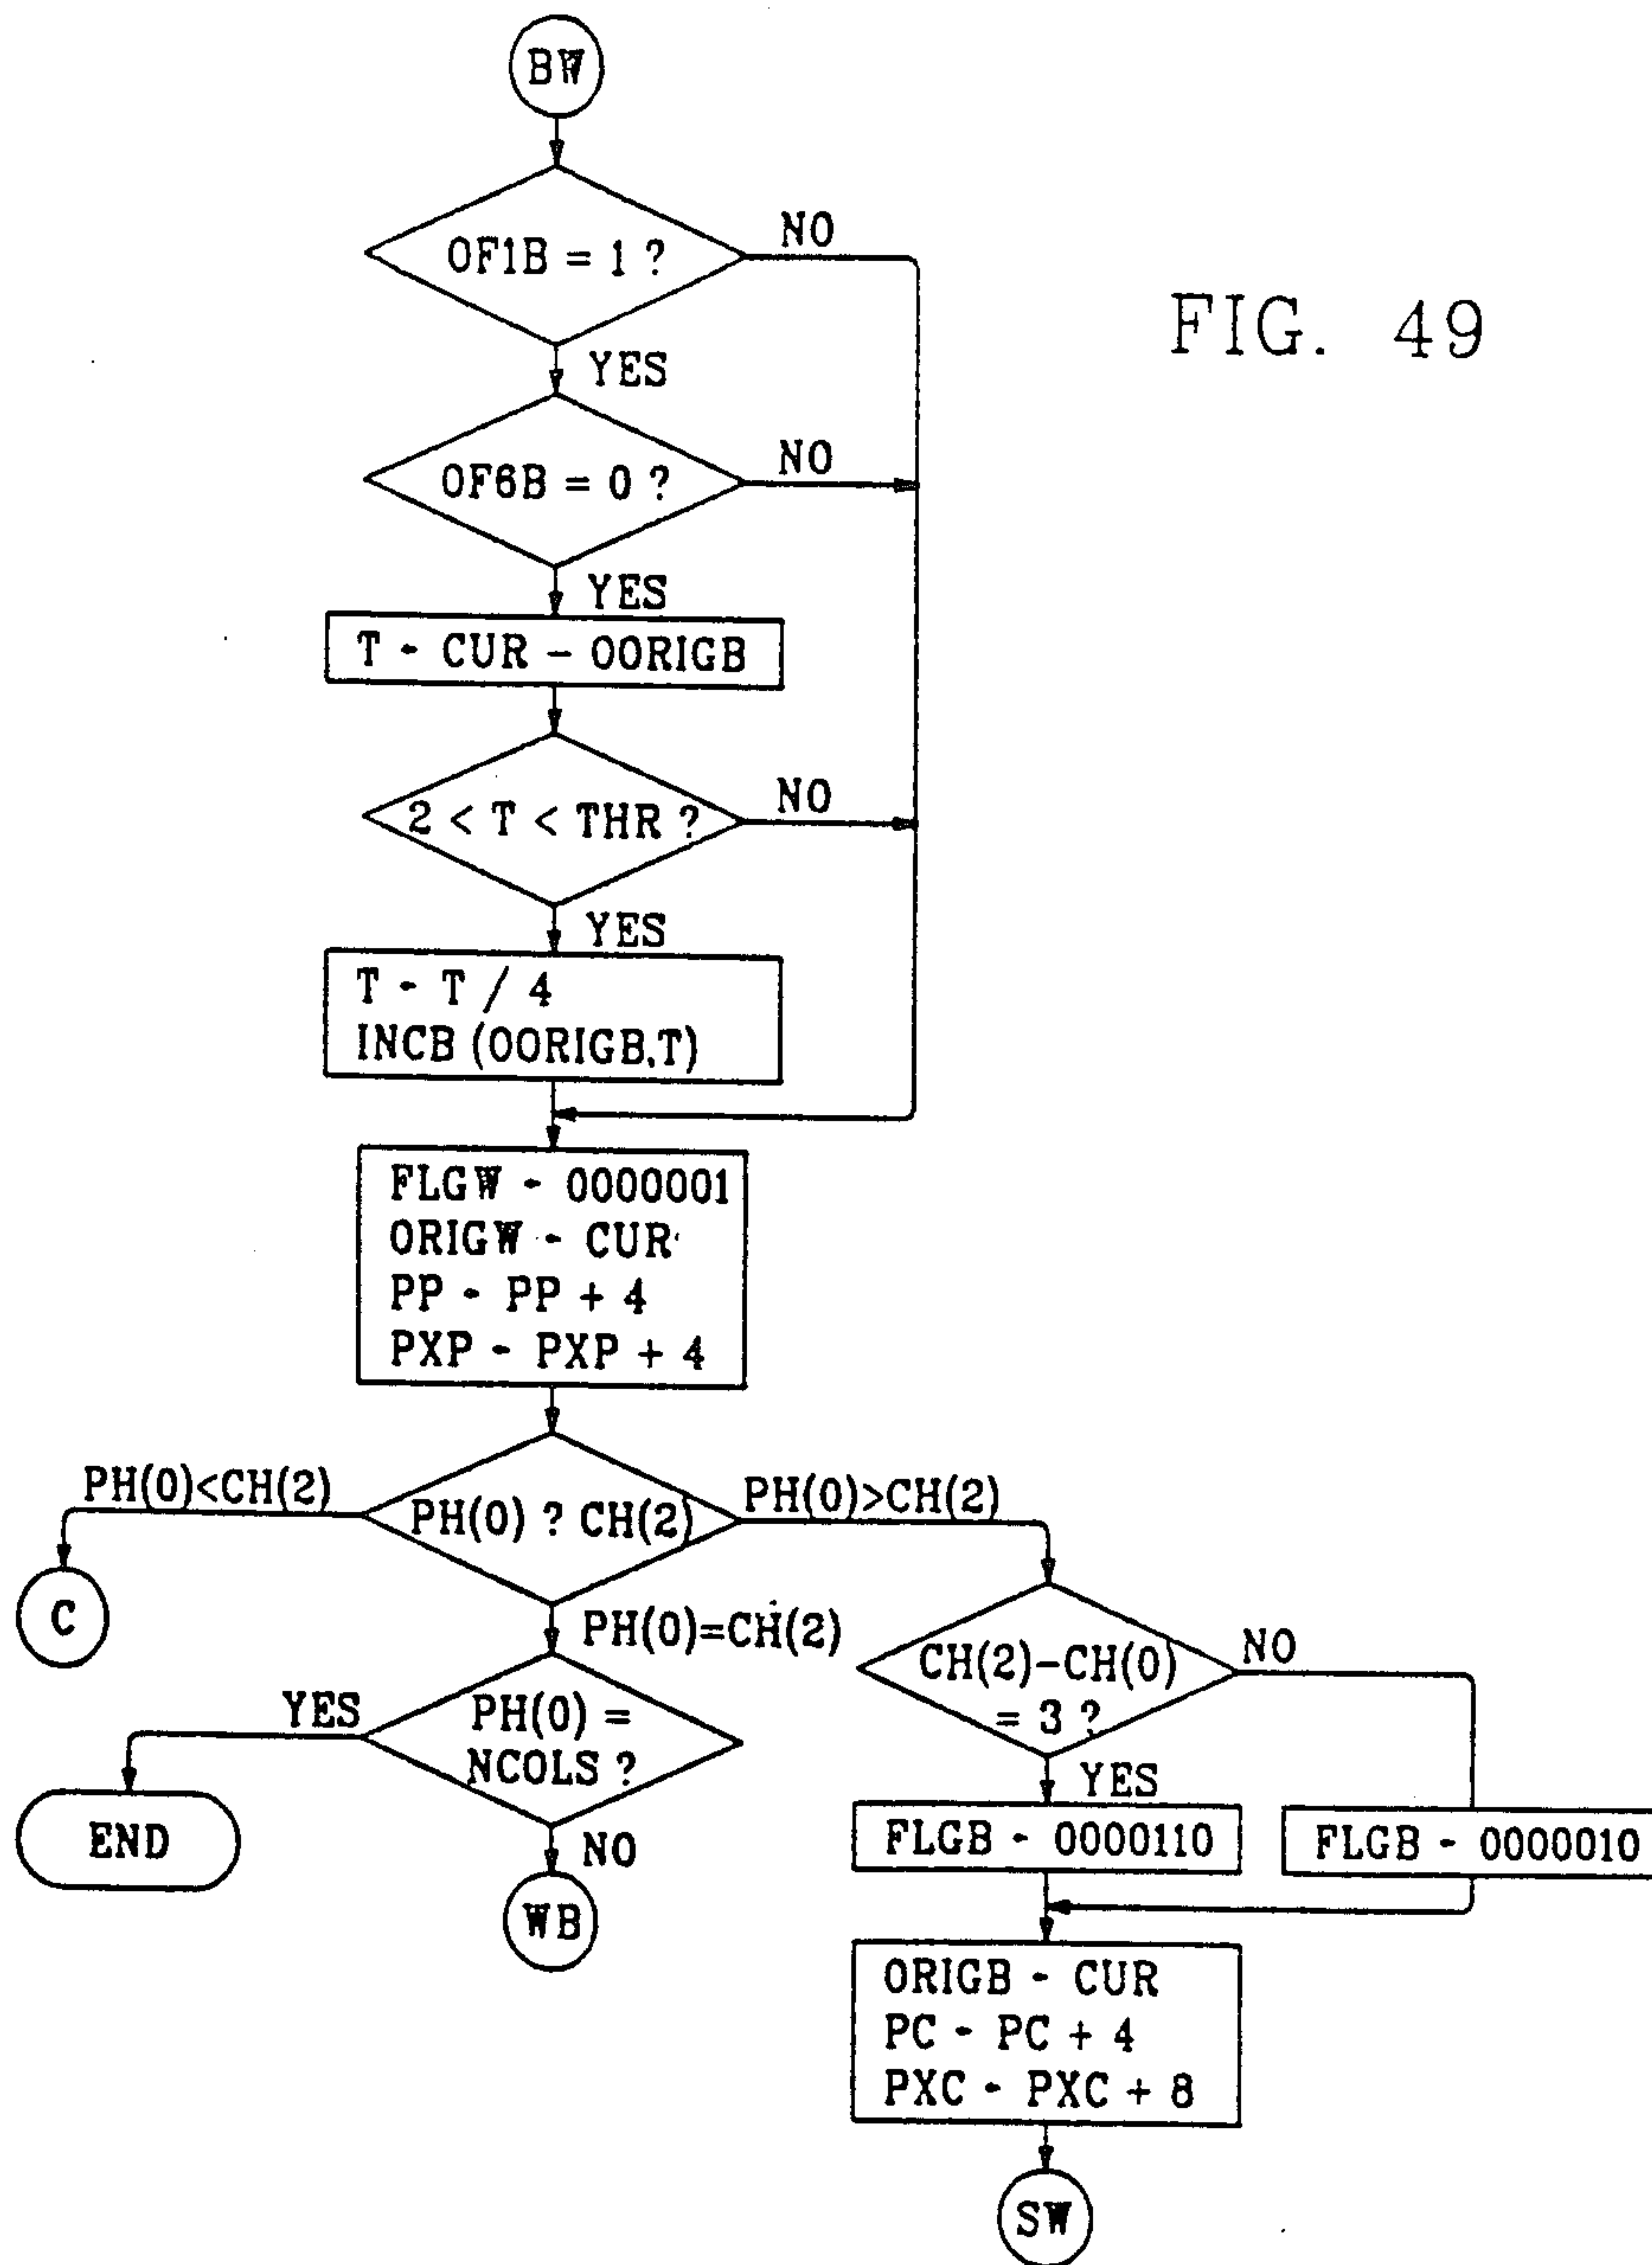 BW
OF1B = 1 ?
NO
FIG. 49
YES
OF6B = 0 ?
NO
YES
T - CUR - OORIGB
2 < T < THR ?
NO
YES
T - T / 4
INCB (OORIGB,T)
FLGW - 0000001
ORIGW - CUR
PP - PP + 4
PXP - PXP + 4
PH(0)<CH(2)
PH(0) ? CH(2)
PH(0)>CH(2)
C
PH(0)=CH(2)
CH(2)-CH(0)
= 3 ?
NO
YES
PH(0) =
NCOLS ?
YES
END
NO
FLGB - 0000110
FLGB - 0000010
WB
ORIGB - CUR
PC - PC + 4
PXC - PXC + 8
SW